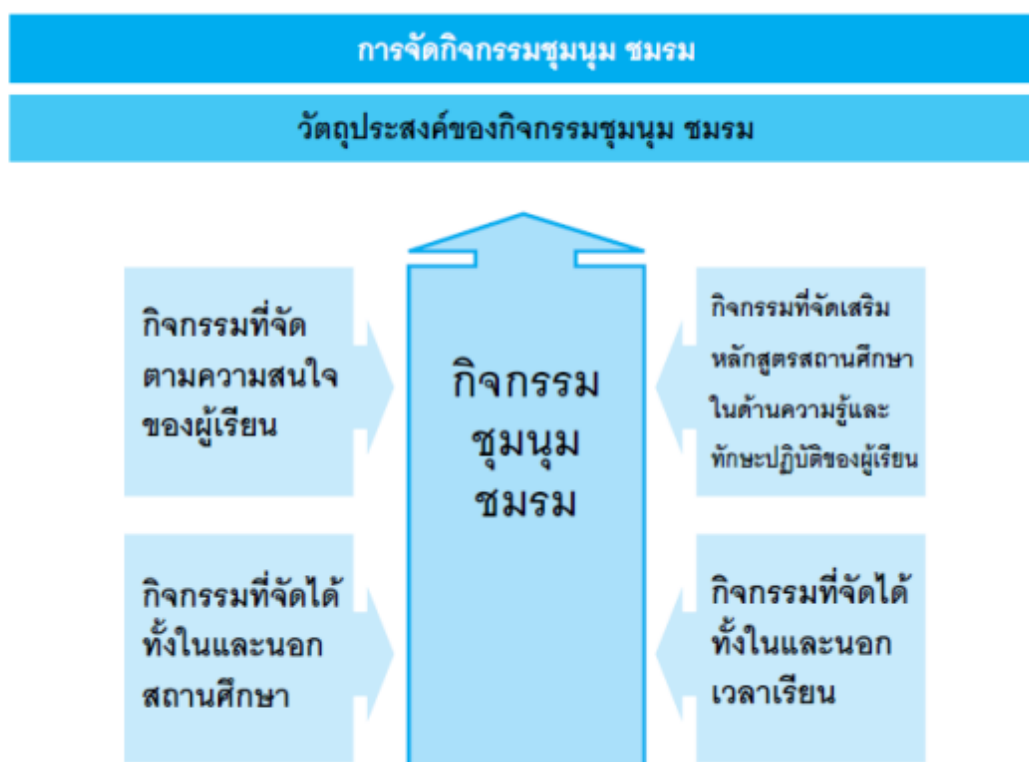 การจัดกิจกรรมชุมนุม ชมรม
วัตถุประสงค์ของกิจกรรมชุมนุม ชมรม
กิจกรรมที่จัด
ตามความสนใจ
ของผู้เรียน
กิจกรรม
ชุมนุม
ชมรม
กิจกรรมที่จัดเสริม
หลักสูตรสถานศึกษา
ในด้านความรู้และ
ทักษะปฏิบัติของผู้เรียน
กิจกรรมที่จัดได้
ทั้งในและนอก
สถานศึกษา
กิจกรรมที่จัดได้
ทั้งในและนอก
เวลาเรียน